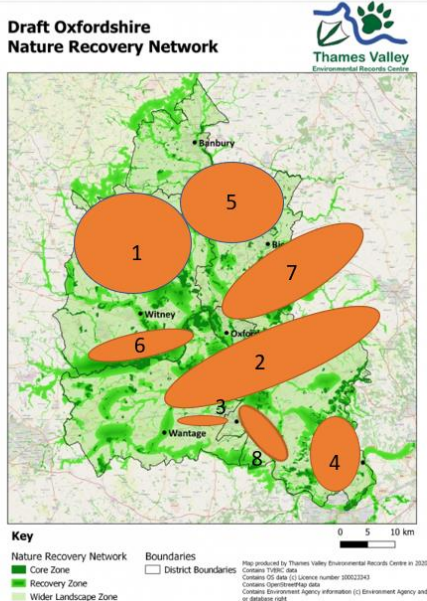 Draft Oxfordshire
Nature Recovery Network
Thames Valley
Environmental Records Centre
Banbury
5
1
7
Witney
Oxford
6
2
3
Wantage
8
4
Key
0 5 10 km
Nature Recovery Network
Core Zone
Recovery Zone
Wider Landscape Zone
Boundaries
District Boundaries
Map produced by Thames Valley Environmental Records Centre in 2020
Contains TVERC data
Contains OS data (c) Licence number 100023343
Contains OpenStreetMap data
Contains Environment Agency information (c) Environment Agency and
or database right